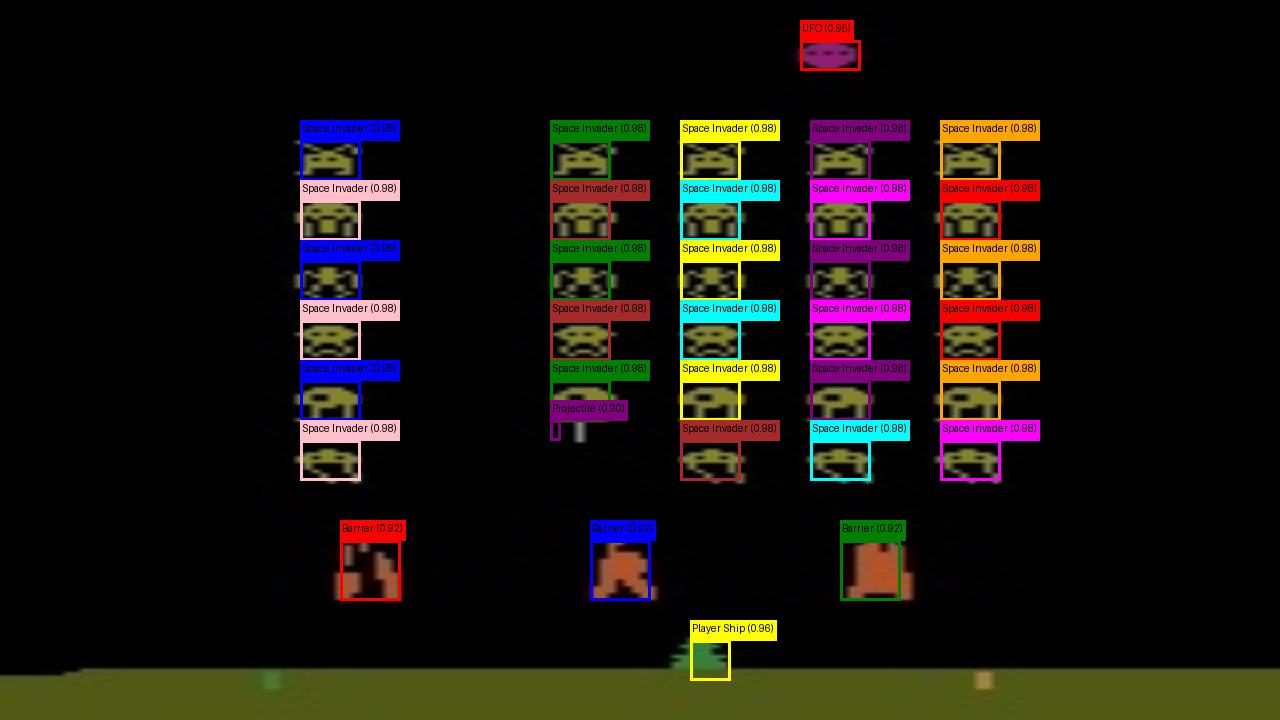 UFO (0.95)
Space Invader (0.98) Space Invader (0.98) Space Invader (0.98) Space Invader (0.98) Space Invader (0.98)
Space Invader (0.98) Space Invader (0.98) Space Invader (0.98) Space Invader (0.98) Space Invader (0.98)
Space Invader (0.98) Space Invader (0.98) Space Invader (0.98) Space Invader (0.98) Space Invader (0.98)
Space Invader (0.98) Space Invader (0.98) Space Invader (0.98) Space Invader (0.98) Space Invader (0.98)
Space Invader (0.98) Space Invader (0.98) Space Invader (0.98) Space Invader (0.98) Space Invader (0.98)
Projectile (0.90)
Space Invader (0.98) Space Invader (0.98) Space Invader (0.98) Space Invader (0.98)
Barrier (0.92) Barrier (0.92) Barrier (0.92)
Player Ship (0.96)